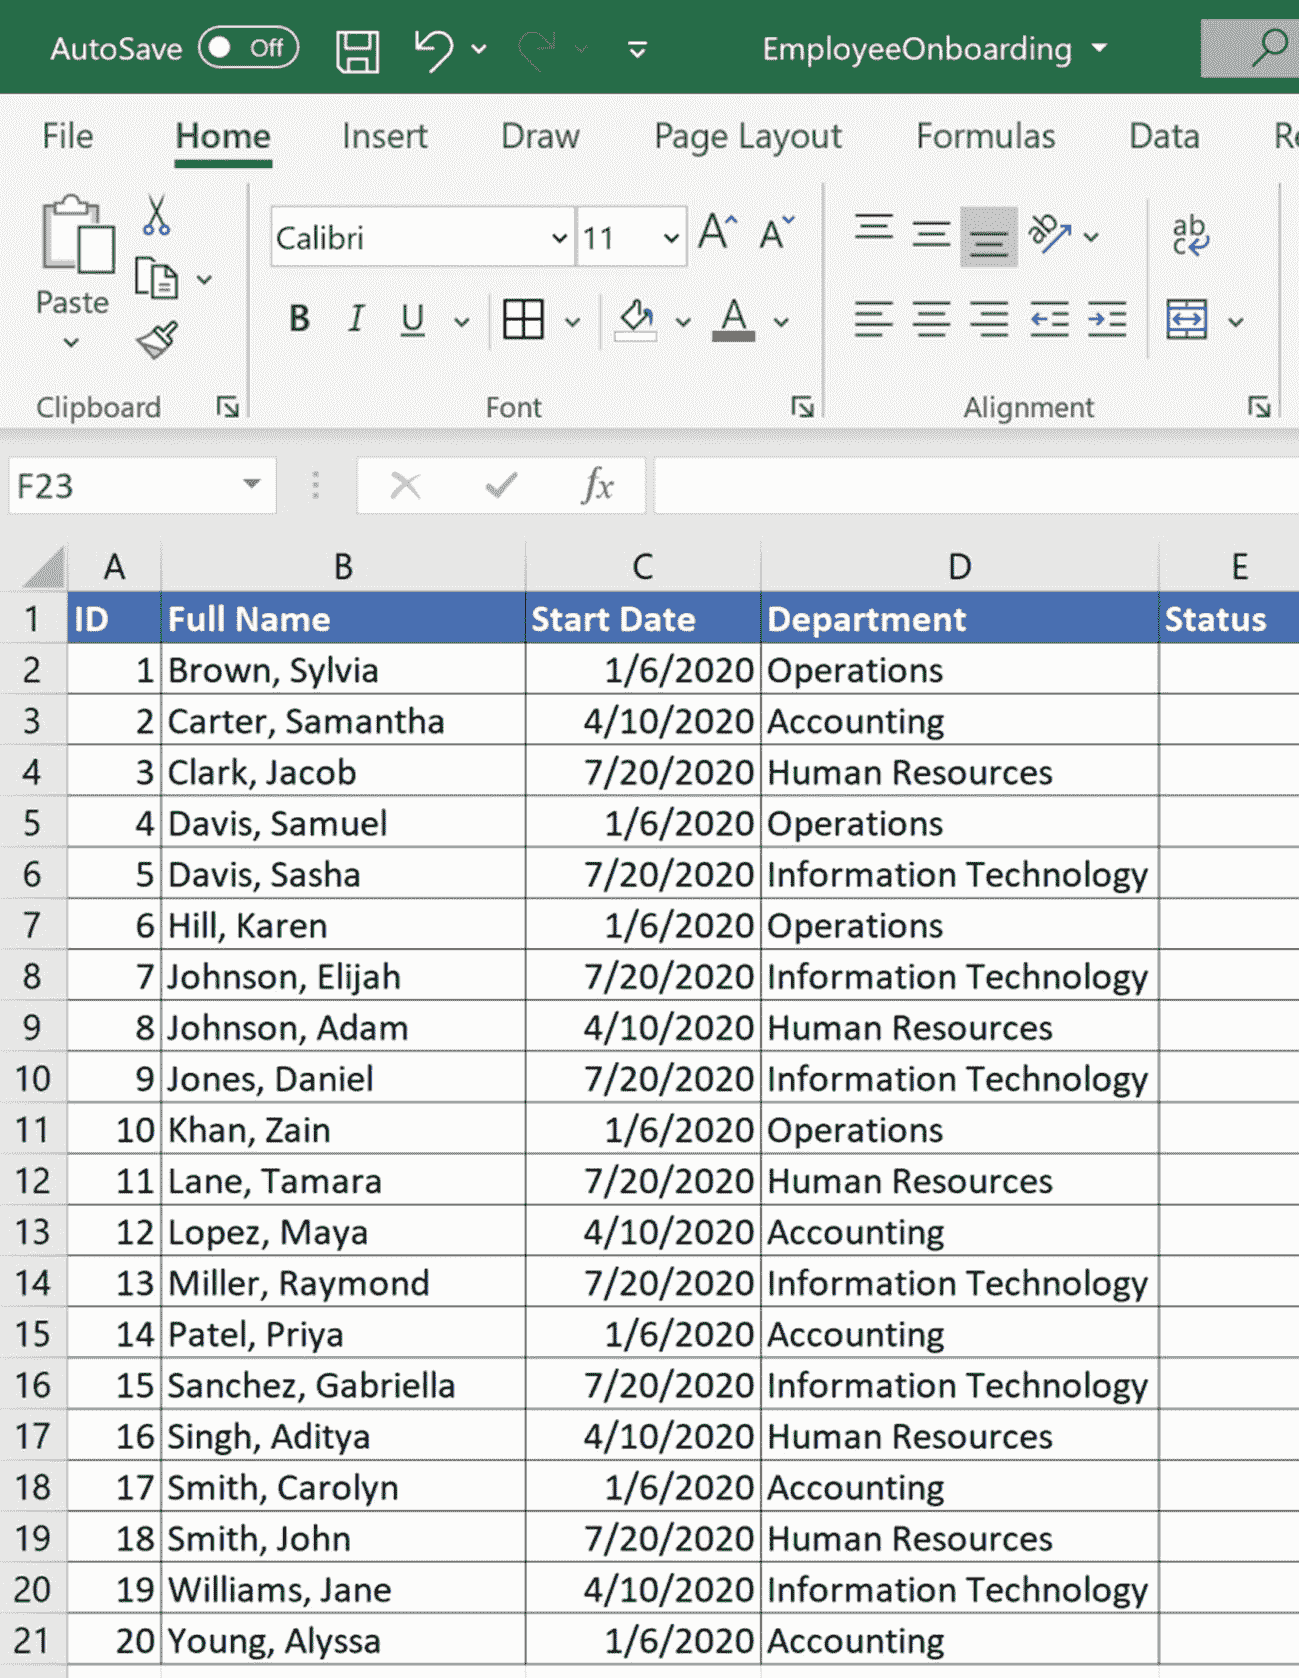 AutoSave Off EmployeeOnboarding
File Home Insert Draw Page Layout Formulas Data
Calibri 11
Paste
B I U A
Clipboard Font Alignment
F23 fx
A B C D E
1 ID Full Name Start Date Department Status
2 1 Brown, Sylvia 1/6/2020 Operations
3 2 Carter, Samantha 4/10/2020 Accounting
4 3 Clark, Jacob 7/20/2020 Human Resources
5 4 Davis, Samuel 1/6/2020 Operations
6 5 Davis, Sasha 7/20/2020 Information Technology
7 6 Hill, Karen 1/6/2020 Operations
8 7 Johnson, Elijah 7/20/2020 Information Technology
9 8 Johnson, Adam 4/10/2020 Human Resources
10 9 Jones, Daniel 7/20/2020 Information Technology
11 10 Khan, Zain 1/6/2020 Operations
12 11 Lane, Tamara 7/20/2020 Human Resources
13 12 Lopez, Maya 4/10/2020 Accounting
14 13 Miller, Raymond 7/20/2020 Information Technology
15 14 Patel, Priya 1/6/2020 Accounting
16 15 Sanchez, Gabriella 7/20/2020 Information Technology
17 16 Singh, Aditya 4/10/2020 Human Resources
18 17 Smith, Carolyn 1/6/2020 Accounting
19 18 Smith, John 7/20/2020 Human Resources
20 19 Williams, Jane 4/10/2020 Information Technology
21 20 Young, Alyssa 1/6/2020 Accounting